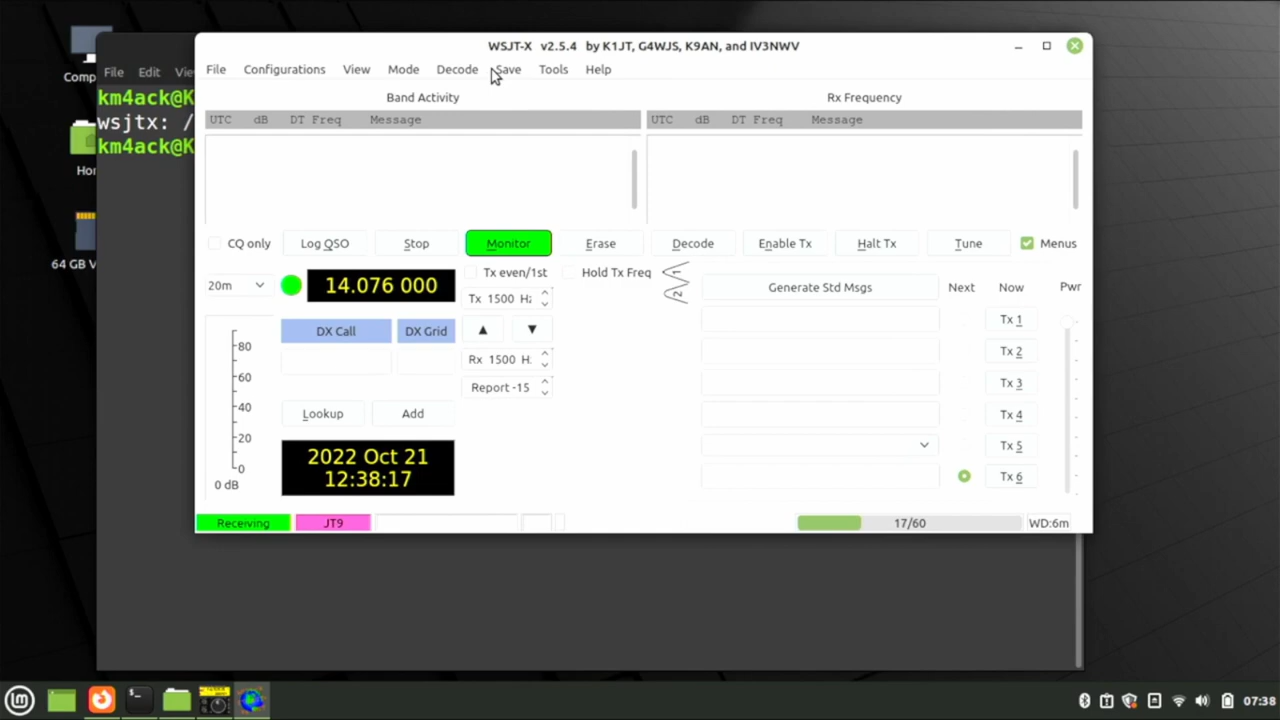 Comp
Hor
64 GB V
File Edit Vie
km4ack@K
wsjtx: /
km4ack@K
WSJT-X v2.5.4 by K1JT, G4WJS, K9AN, and IV3NWV
File Configurations View Mode Decode Save Tools Help
Band Activity
Rx Frequency
UTC dB DT Freq Message
UTC dB DT Freq Message
CQ only Log QSO Stop Monitor Erase Decode Enable Tx Halt Tx Tune Menus
20m 14.076 000
Tx even/1st Hold Tx Freq
Tx 1500 Hz
1
2
Generate Std Msgs Next Now Pwr
DX Call DX Grid
Rx 1500 H
Report -15
Lookup Add
80
60
40
20
0
0 dB
2022 Oct 21
12:38:17
Tx 1
Tx 2
Tx 3
Tx 4
Tx 5
Tx 6
Receiving JT9 17/60 WD:6m
lm
07:38